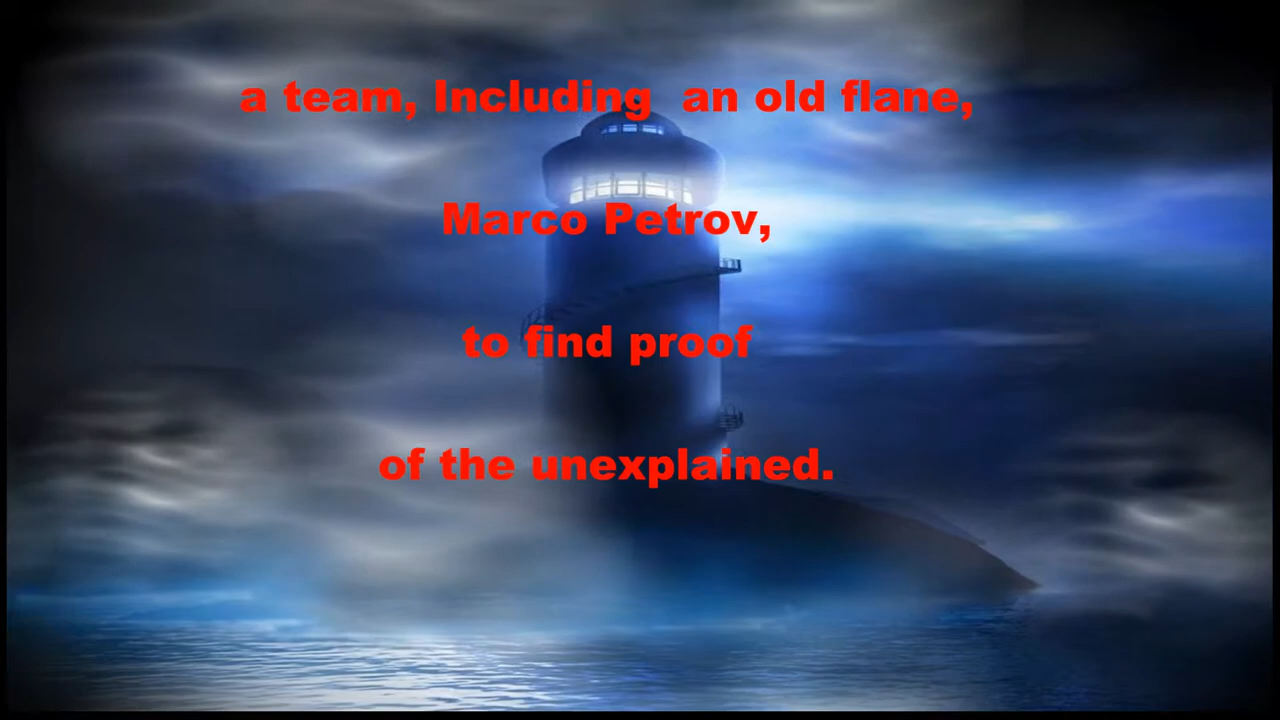 a team, Including  an old flane,
Marco Petrov,
to find proof
of the unexplained.